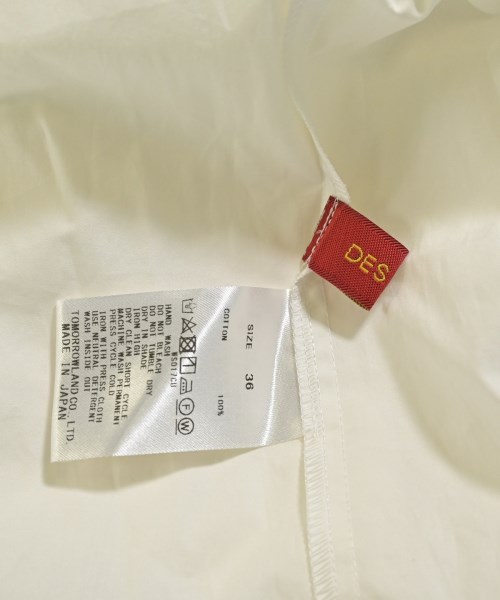 DES
SIZE 36
COTTON 100%
W5017CU
HAND WASH
DO NOT BLEACH
DO NOT TUMBLE DRY
DRY IN SHADE
IRON HIGH
DRY CLEAN SHORT CYCLE
MACHINE WASH PERMANENT
PRESS CYCLE COLD
IRON WITH PRESS CLOTH
USE NEUTRAL DETERGENT
WASH INSIDE OUT
TOMORROWLAND CO., LTD.
MADE IN JAPAN